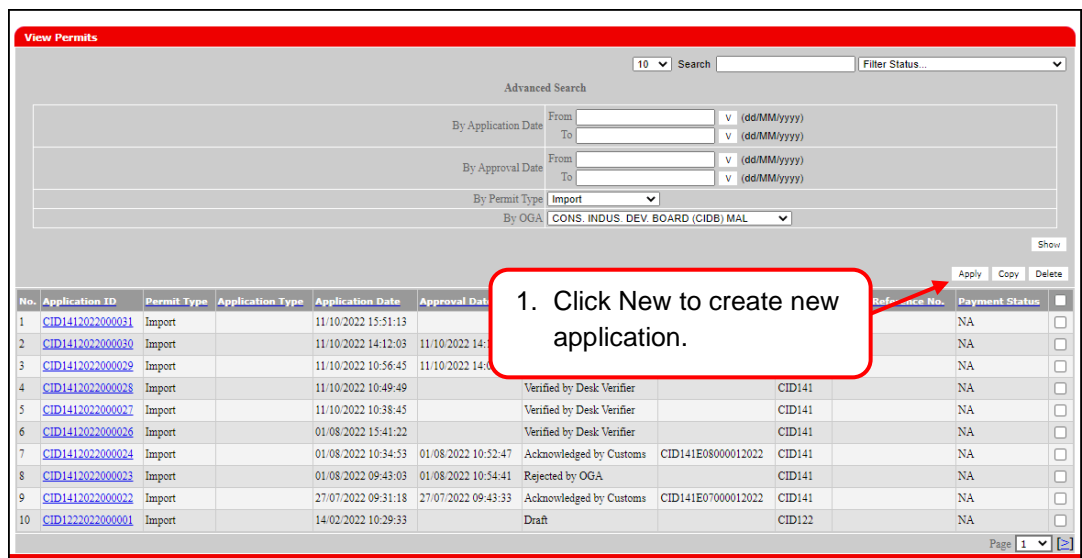 View Permits
10 Search Filter Status...
Advanced Search
By Application Date From V (dd/MM/yyyy)
To V (dd/MM/yyyy)
By Approval Date From V (dd/MM/yyyy)
To V (dd/MM/yyyy)
By Permit Type Import
By OGA CONS. INDUS. DEV. BOARD (CIDB) MAL
Show
Apply Copy Delete
1. Click New to create new
application.
No. Application ID Permit Type Application Type Application Date Approval Date Reference No. Payment Status
1 CID1412022000031 Import 11/10/2022 15:51:13 NA
2 CID1412022000030 Import 11/10/2022 14:12:03 11/10/2022 NA
3 CID1412022000029 Import 11/10/2022 10:56:45 11/10/2022 NA
4 CID1412022000028 Import 11/10/2022 10:49:49 Verified by Desk Verifier CID141 NA
5 CID1412022000027 Import 11/10/2022 10:38:45 Verified by Desk Verifier CID141 NA
6 CID1412022000026 Import 01/08/2022 15:41:22 Verified by Desk Verifier CID141 NA
7 CID1412022000024 Import 01/08/2022 10:34:53 01/08/2022 10:52:47 Acknowledged by Customs CID141E08000012022 CID141 NA
8 CID1412022000023 Import 01/08/2022 09:43:03 01/08/2022 10:54:41 Rejected by OGA CID141 NA
9 CID1412022000022 Import 27/07/2022 09:31:18 27/07/2022 09:43:33 Acknowledged by Customs CID141E07000012022 CID141 NA
10 CID1222022000001 Import 14/02/2022 10:29:33 Draft CID122 NA
Page 1 [>]